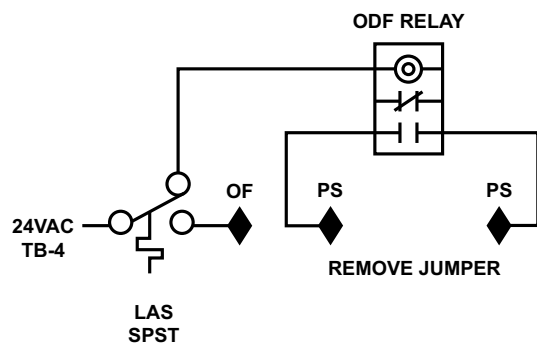 ODF RELAY
OF
PS
PS
24VAC
TB-4
REMOVE JUMPER
LAS
SPST